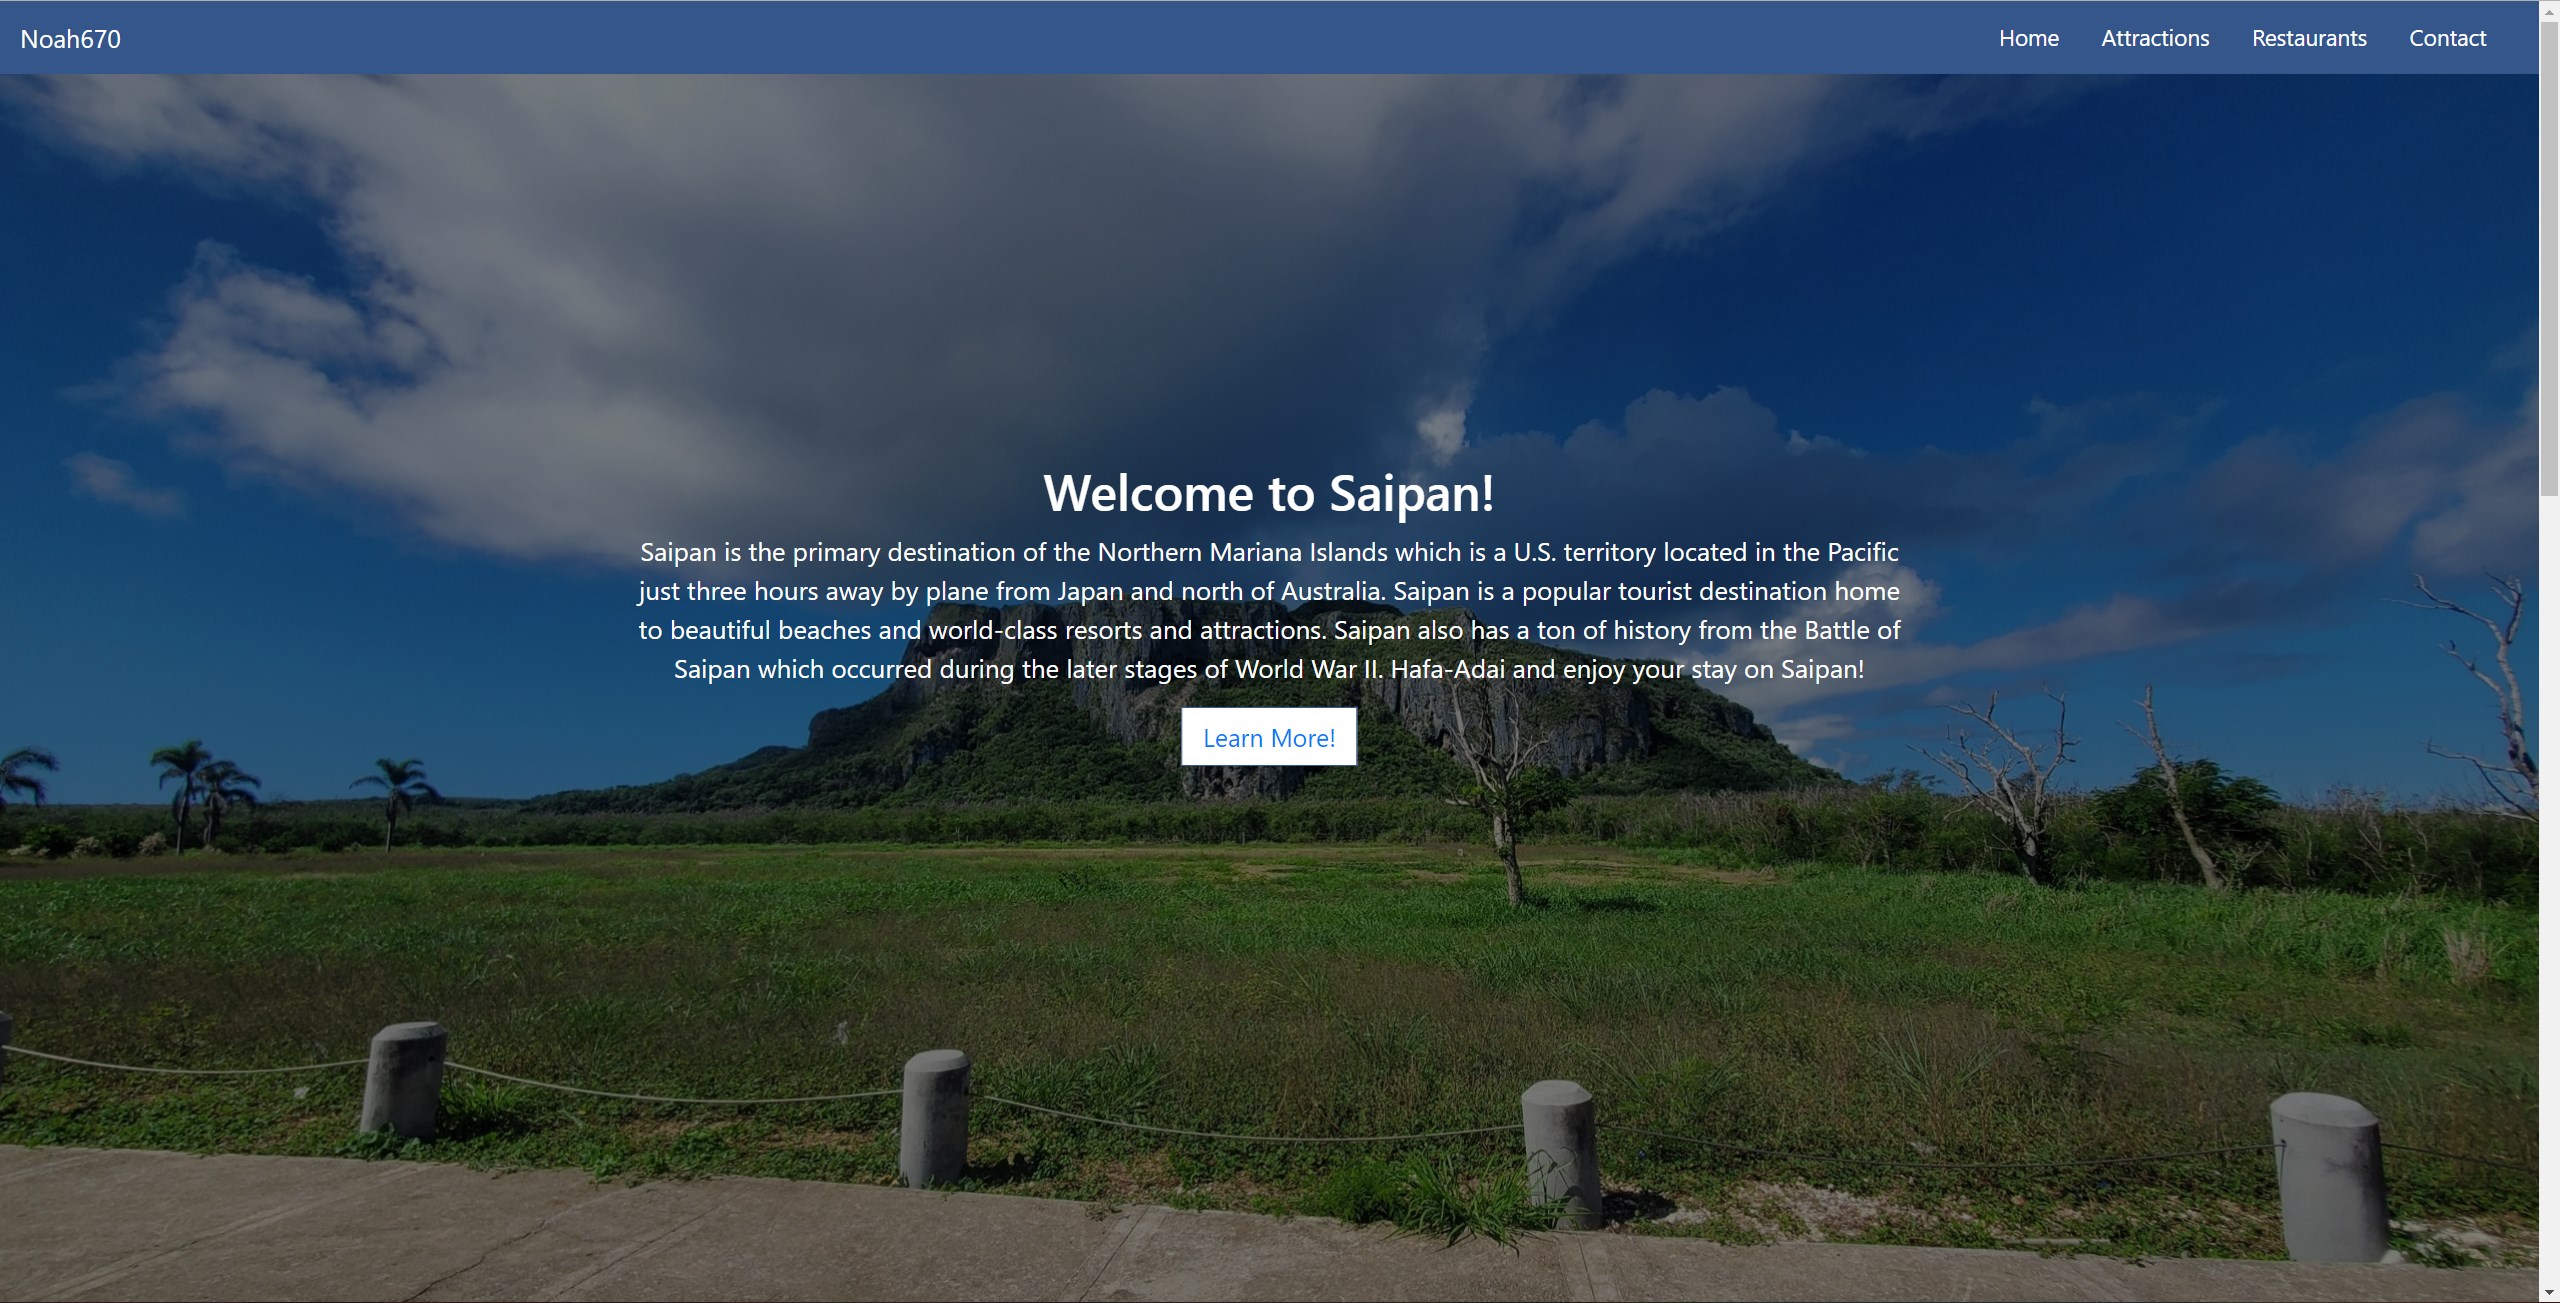 Noah670
Home Attractions Restaurants Contact
Welcome to Saipan!
Saipan is the primary destination of the Northern Mariana Islands which is a U.S. territory located in the Pacific
just three hours away by plane from Japan and north of Australia. Saipan is a popular tourist destination home
to beautiful beaches and world-class resorts and attractions. Saipan also has a ton of history from the Battle of
Saipan which occurred during the later stages of World War II. Hafa-Adai and enjoy your stay on Saipan!
Learn More!